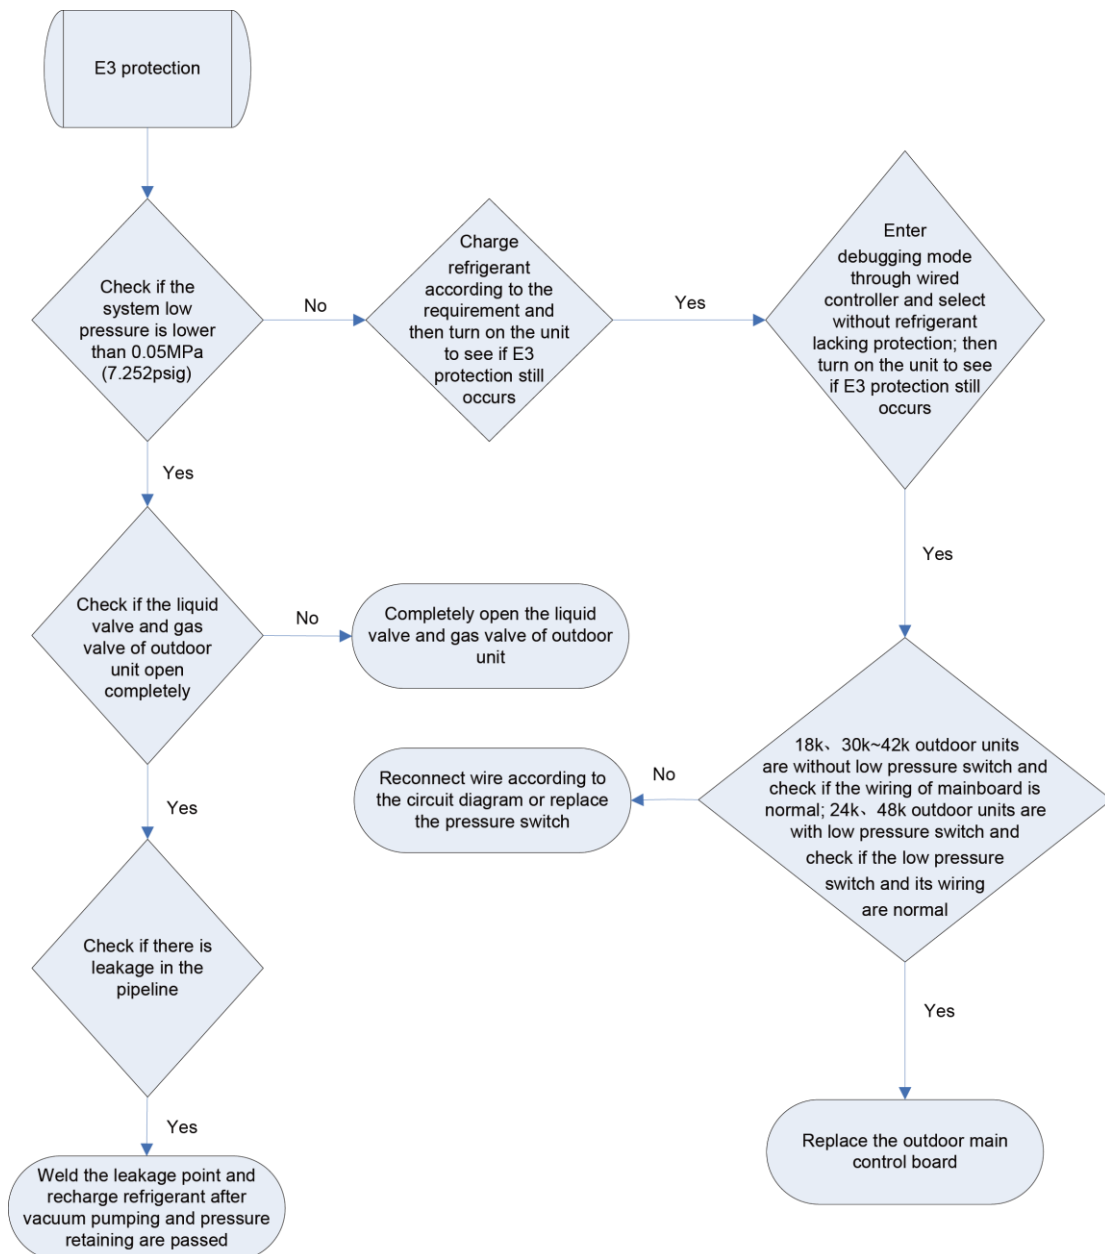 E3 protection
Check if the
system low
pressure is lower
than 0.05MPa
(7.252psig)
No
Charge
refrigerant
according to the
requirement and
then turn on the unit
to see if E3
protection still
occurs
Yes
Enter
debugging mode
through wired
controller and select
without refrigerant
lacking protection; then
turn on the unit to see
if E3 protection still
occurs
Yes
Yes
Check if the liquid
valve and gas
valve of outdoor
unit open
completely
No
Completely open the liquid
valve and gas valve of outdoor
unit
18k、30k~42k outdoor units
are without low pressure switch and
check if the wiring of mainboard is
normal; 24k、48k outdoor units are
with low pressure switch and
check if the low pressure
switch and its wiring
are normal
No
Reconnect wire according to
the circuit diagram or replace
the pressure switch
Yes
Check if there is
leakage in the
pipeline
Yes
Yes
Weld the leakage point and
recharge refrigerant after
vacuum pumping and pressure
retaining are passed
Replace the outdoor main
control board